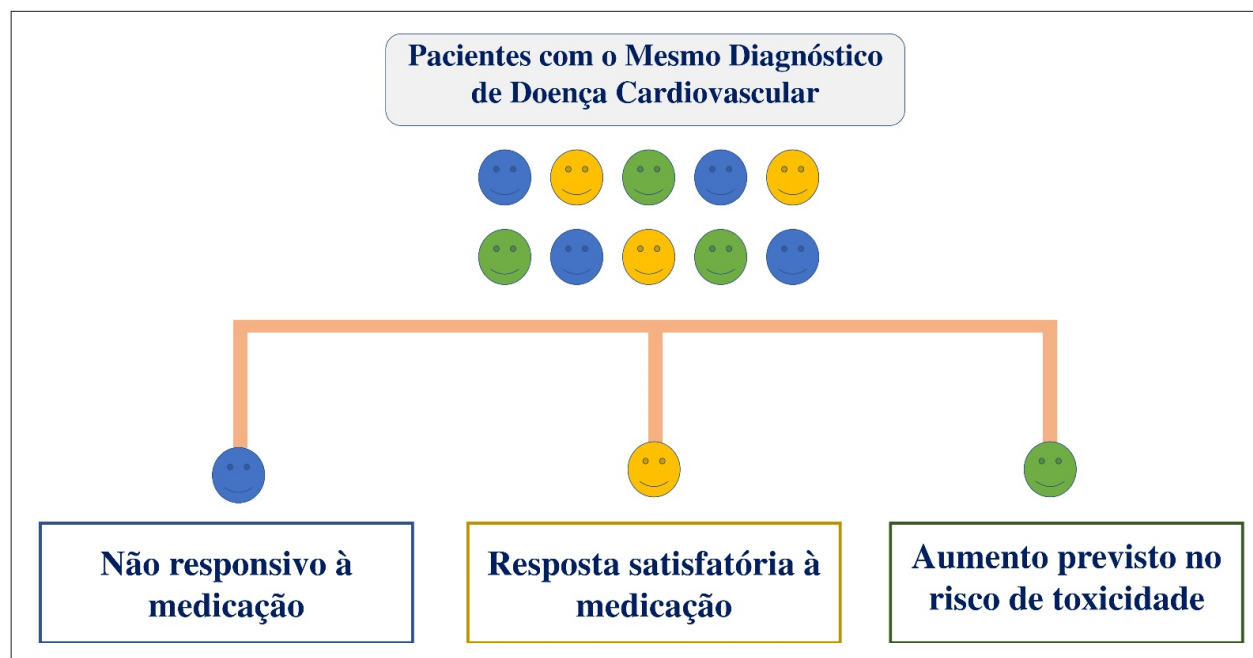 Pacientes com o Mesmo Diagnóstico
de Doença Cardiovascular
Não responsivo à
medicação
Resposta satisfatória à
medicação
Aumento previsto no
risco de toxicidade